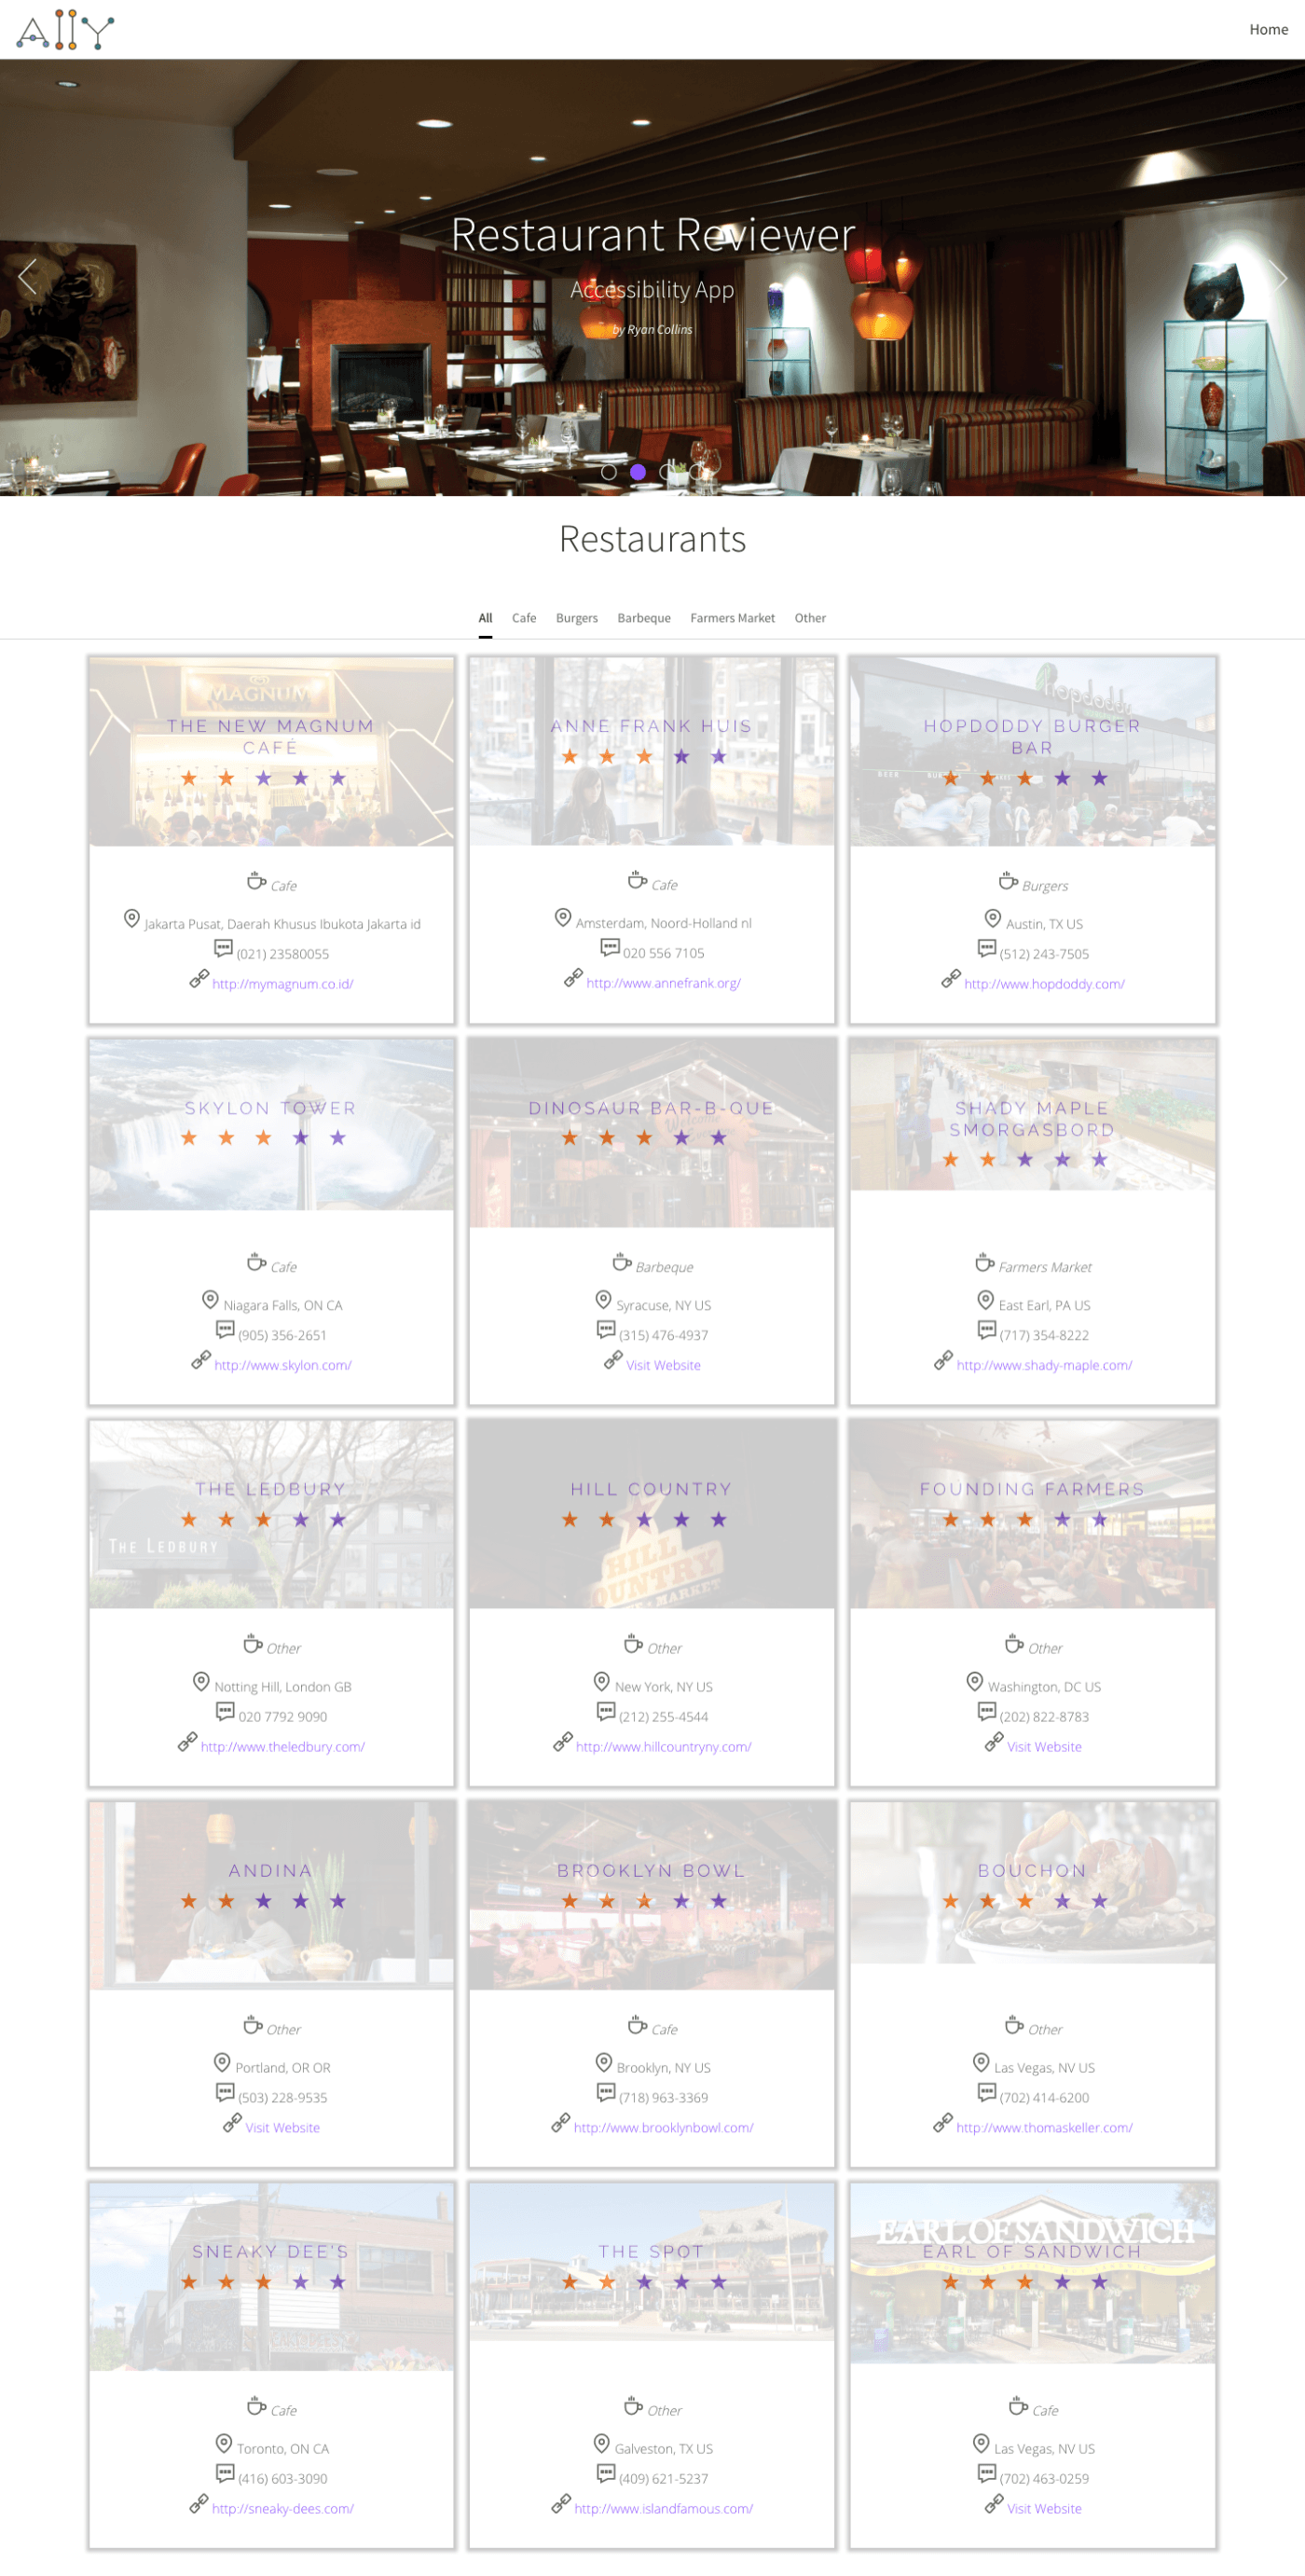 A11Y
Home
Restaurant Reviewer
Accessibility App
by Ryan Collins
Restaurants
All Cafe Burgers Barbeque Farmers Market Other
MAGNUM
THE NEW MAGNUM
CAFÉ
Cafe
Jakarta Pusat, Daerah Khusus Ibukota Jakarta id
(021) 23580055
http://mymagnum.co.id/
ANNE FRANK HUIS
Cafe
Amsterdam, Noord-Holland nl
020 556 7105
http://www.annefrank.org/
hopdoddy
HOPDODDY BURGER
BAR
BEER
Burgers
Austin, TX US
(512) 243-7505
http://www.hopdoddy.com/
SKYLON TOWER
Cafe
Niagara Falls, ON CA
(905) 356-2651
http://www.skylon.com/
DINOSAUR BAR-B-QUE
Welcome
Barbeque
Syracuse, NY US
(315) 476-4937
Visit Website
SHADY MAPLE
SMORGASBORD
Farmers Market
East Earl, PA US
(717) 354-8222
http://www.shady-maple.com/
THE LEDBURY
THE LEDBURY
Other
Notting Hill, London GB
020 7792 9090
http://www.theledbury.com/
HILL COUNTRY
HILL
OUNTRY
MARKET
Other
New York, NY US
(212) 255-4544
http://www.hillcountryny.com/
FOUNDING FARMERS
Other
Washington, DC US
(202) 822-8783
Visit Website
ANDINA
Other
Portland, OR OR
(503) 228-9535
Visit Website
BROOKLYN BOWL
Cafe
Brooklyn, NY US
(718) 963-3369
http://www.brooklynbowl.com/
BOUCHON
Other
Las Vegas, NV US
(702) 414-6200
http://www.thomaskeller.com/
SNEAKY DEE'S
Cafe
Toronto, ON CA
(416) 603-3090
http://sneaky-dees.com/
THE SPOT
Other
Galveston, TX US
(409) 621-5237
http://www.islandfamous.com/
EARL OF SANDWICH
EARL OF SANDWICH
Cafe
Las Vegas, NV US
(702) 463-0259
Visit Website